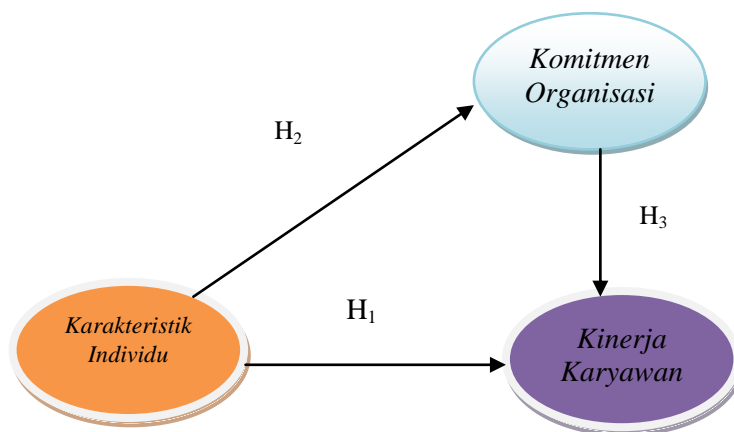 Komitmen
Organisasi
H₂
H₃
H₁
Karakteristik
Individu
Kinerja
Karyawan